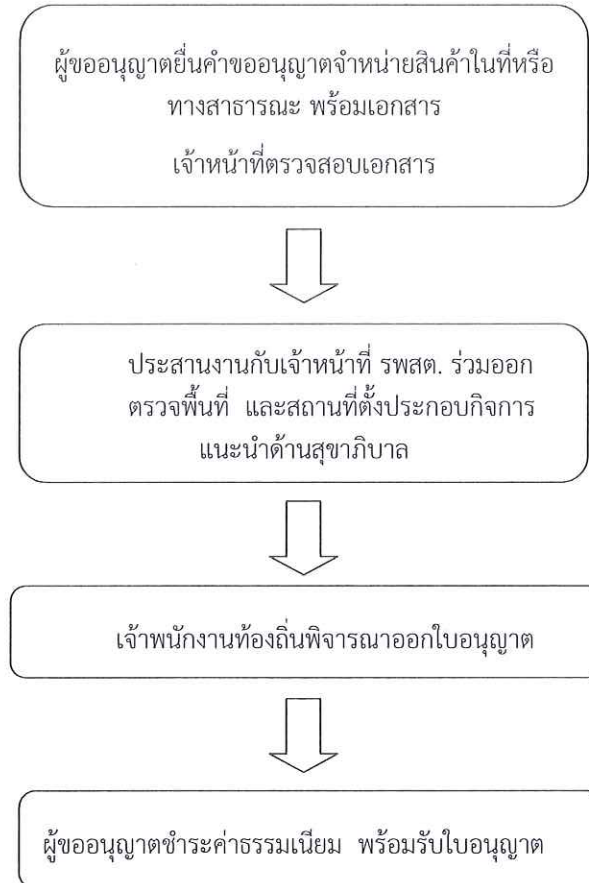 ผู้ขออนุญาตยื่นคำขออนุญาตจำหน่ายสินค้าในที่หรือ
ทางสาธารณะ พร้อมเอกสาร
เจ้าหน้าที่ตรวจสอบเอกสาร
ประสานงานกับเจ้าหน้าที่ รพสต. ร่วมออก
ตรวจพื้นที่ และสถานที่ตั้งประกอบกิจการ
แนะนำด้านสุขาภิบาล
เจ้าพนักงานท้องถิ่นพิจารณาออกใบอนุญาต
ผู้ขออนุญาตชำระค่าธรรมเนียม พร้อมรับใบอนุญาต